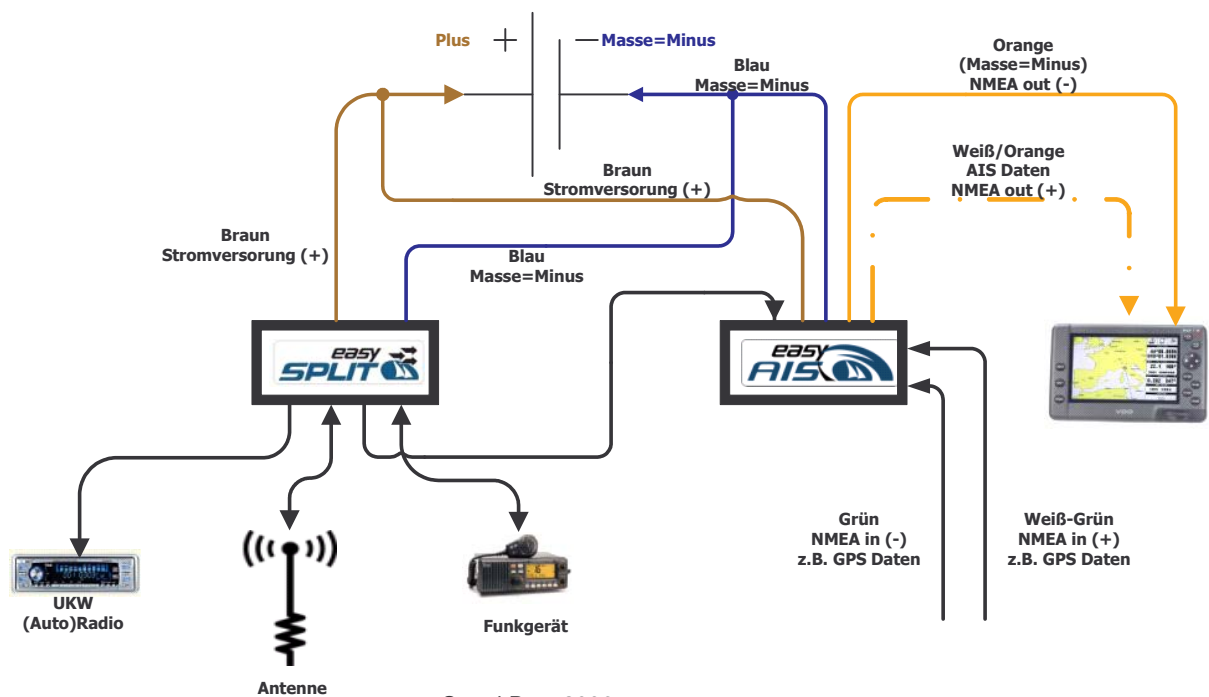 Plus
Masse=Minus
Blau
Masse=Minus
Orange
(Masse=Minus)
NMEA out (-)
Weiß/Orange
AIS Daten
NMEA out (+)
Braun
Stromversorung (+)
Braun
Stromversorung (+)
Blau
Masse=Minus
easy
SPLIT
easy
AIS
VDO
Grün
NMEA in (-)
z.B. GPS Daten
Weiß-Grün
NMEA in (+)
z.B. GPS Daten
UKW
(Auto)Radio
Funkgerät
Antenne